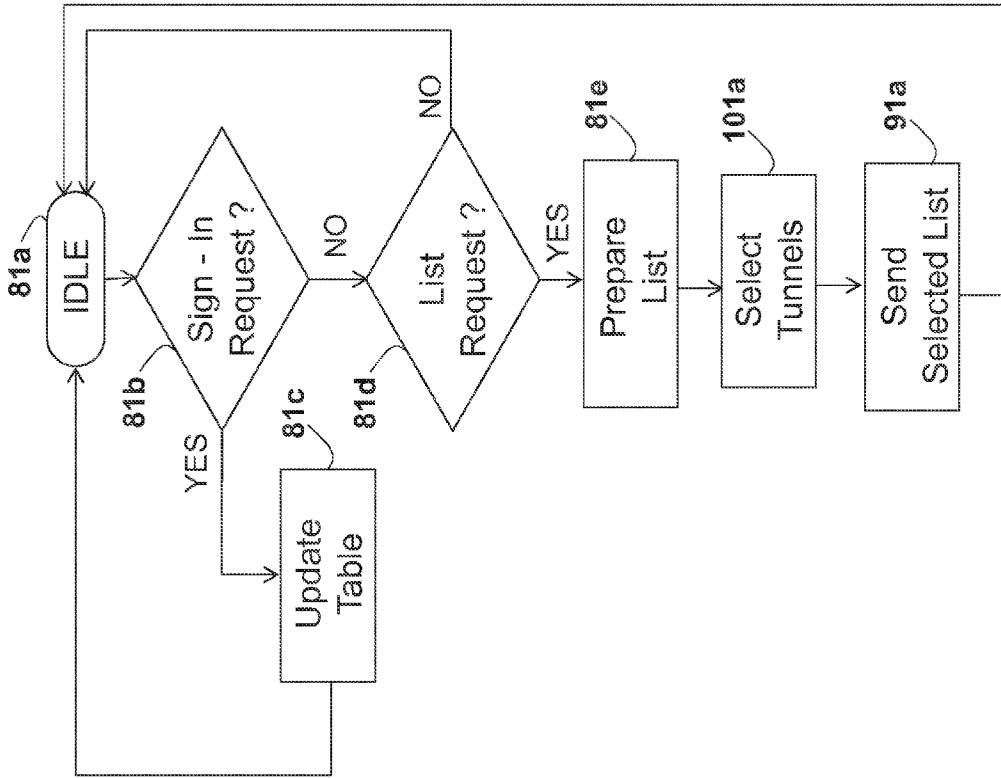 81a
IDLE
81b
Sign - In
Request ?
YES
NO
81c
Update
Table
81d
List
Request ?
NO
YES
81e
Prepare
List
101a
Select
Tunnels
91a
Send
Selected List